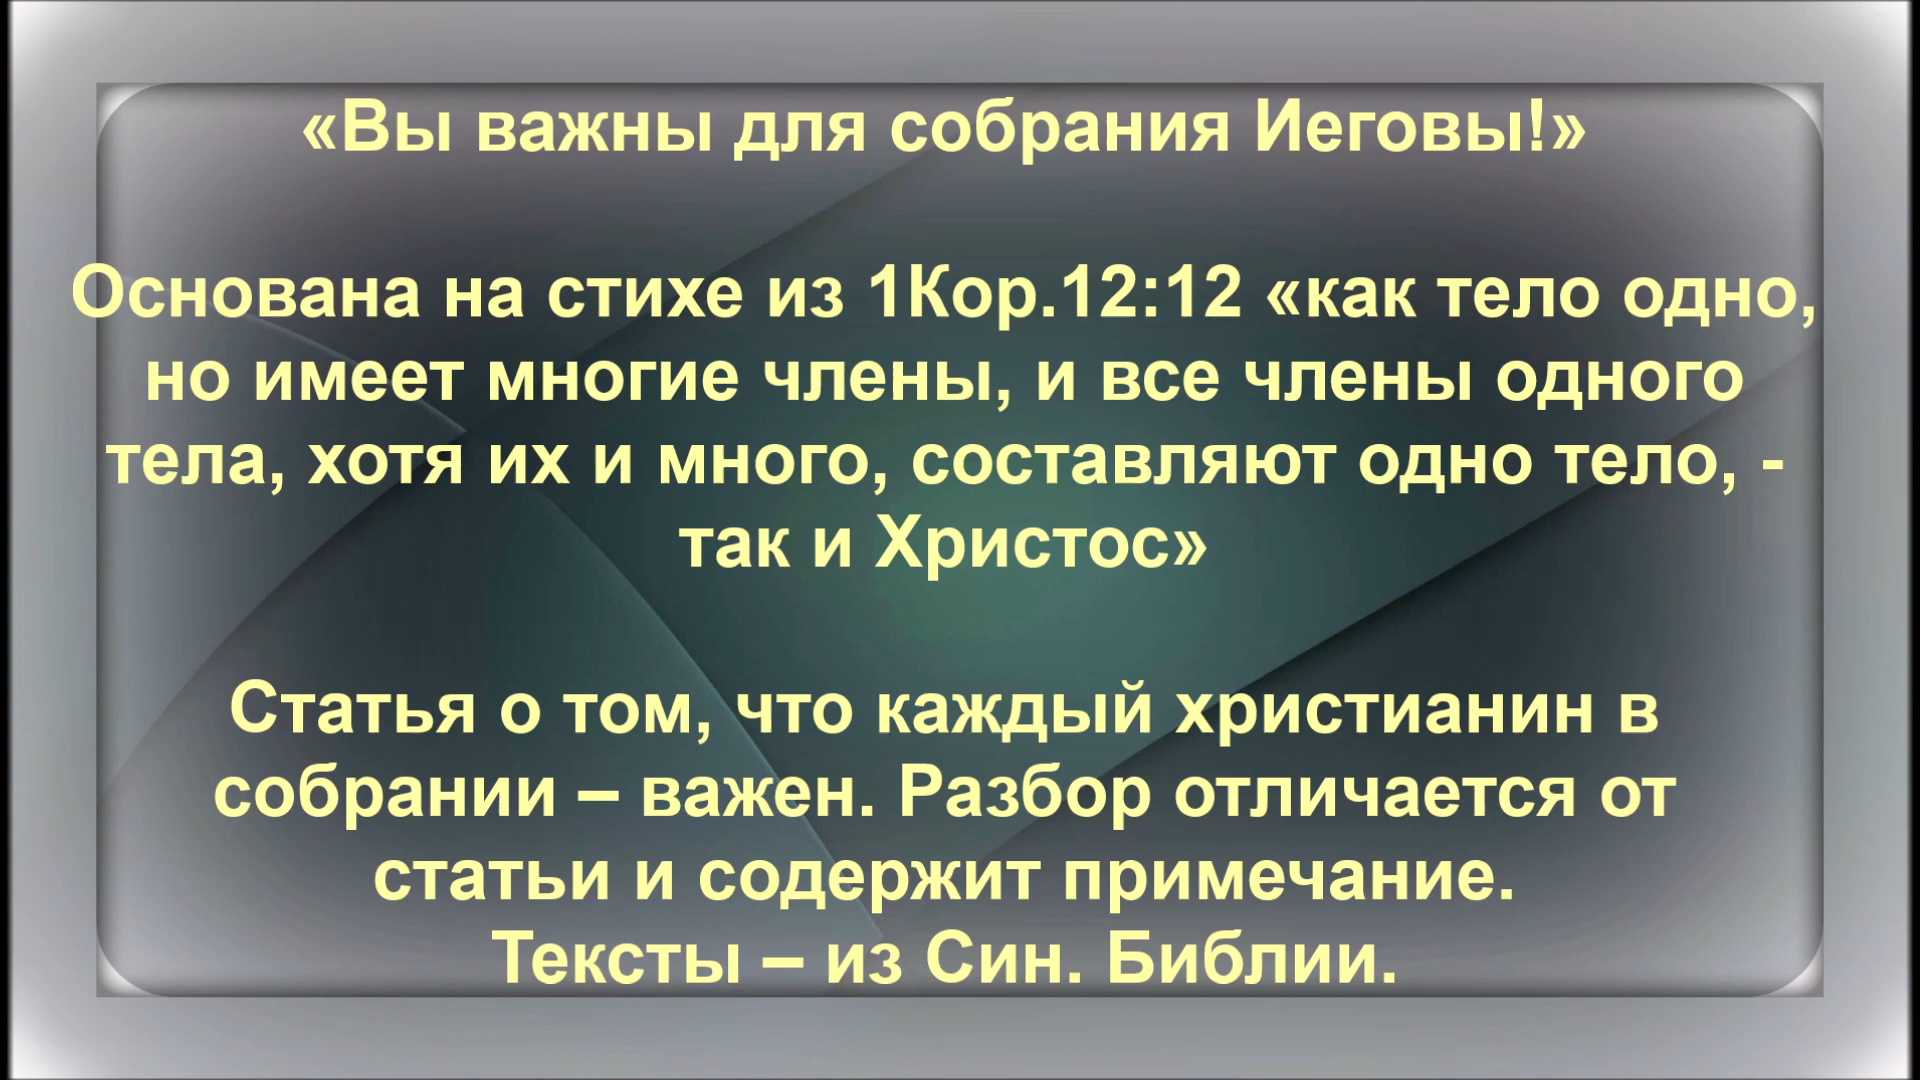 «Вы важны для собрания Иеговы!»
Основана на стихе из 1Кор.12:12 «как тело одно,
но имеет многие члены, и все члены одного
тела, хотя их и много, составляют одно тело, -
так и Христос»
Статья о том, что каждый христианин в
собрании – важен. Разбор отличается от
статьи и содержит примечание.
Тексты – из Син. Библии.